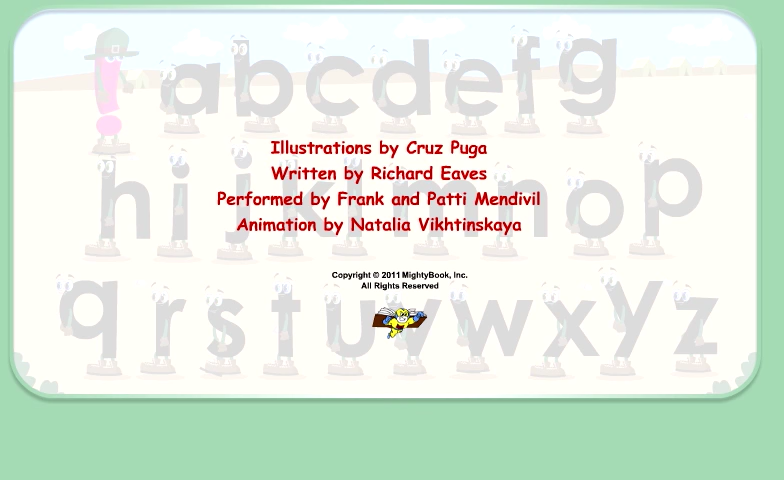 a b c d e f g
Illustrations by Cruz Puga
Written by Richard Eaves
Performed by Frank and Patti Mendivil
Animation by Natalia Vikhtinskaya
h i j k l m n o p
Copyright © 2011 MightyBook, Inc.
All Rights Reserved
q r s t u v w x y z